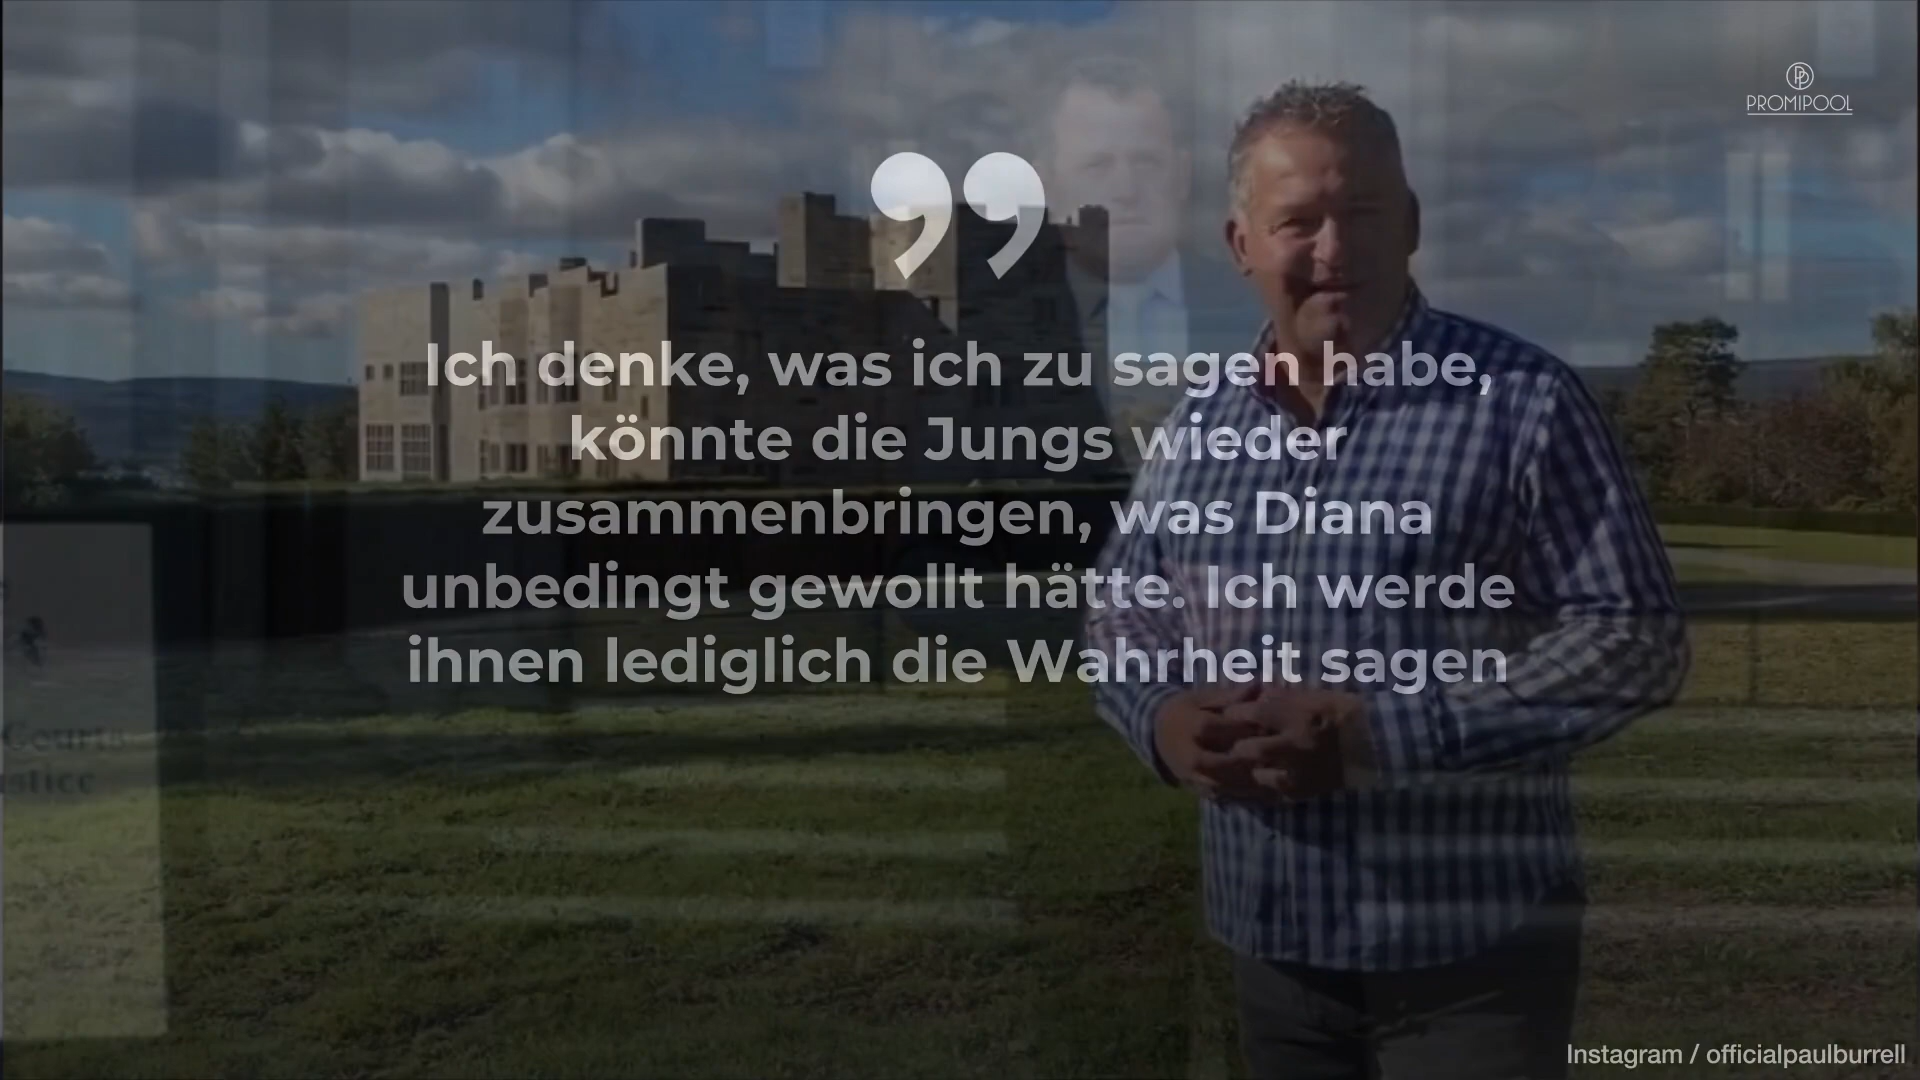 PROMIPOOL
”
Ich denke, was ich zu sagen habe,
könnte die Jungs wieder
zusammenbringen, was Diana
unbedingt gewollt hätte. Ich werde
ihnen lediglich die Wahrheit sagen
Courts
Instagram / officialpaulburrell